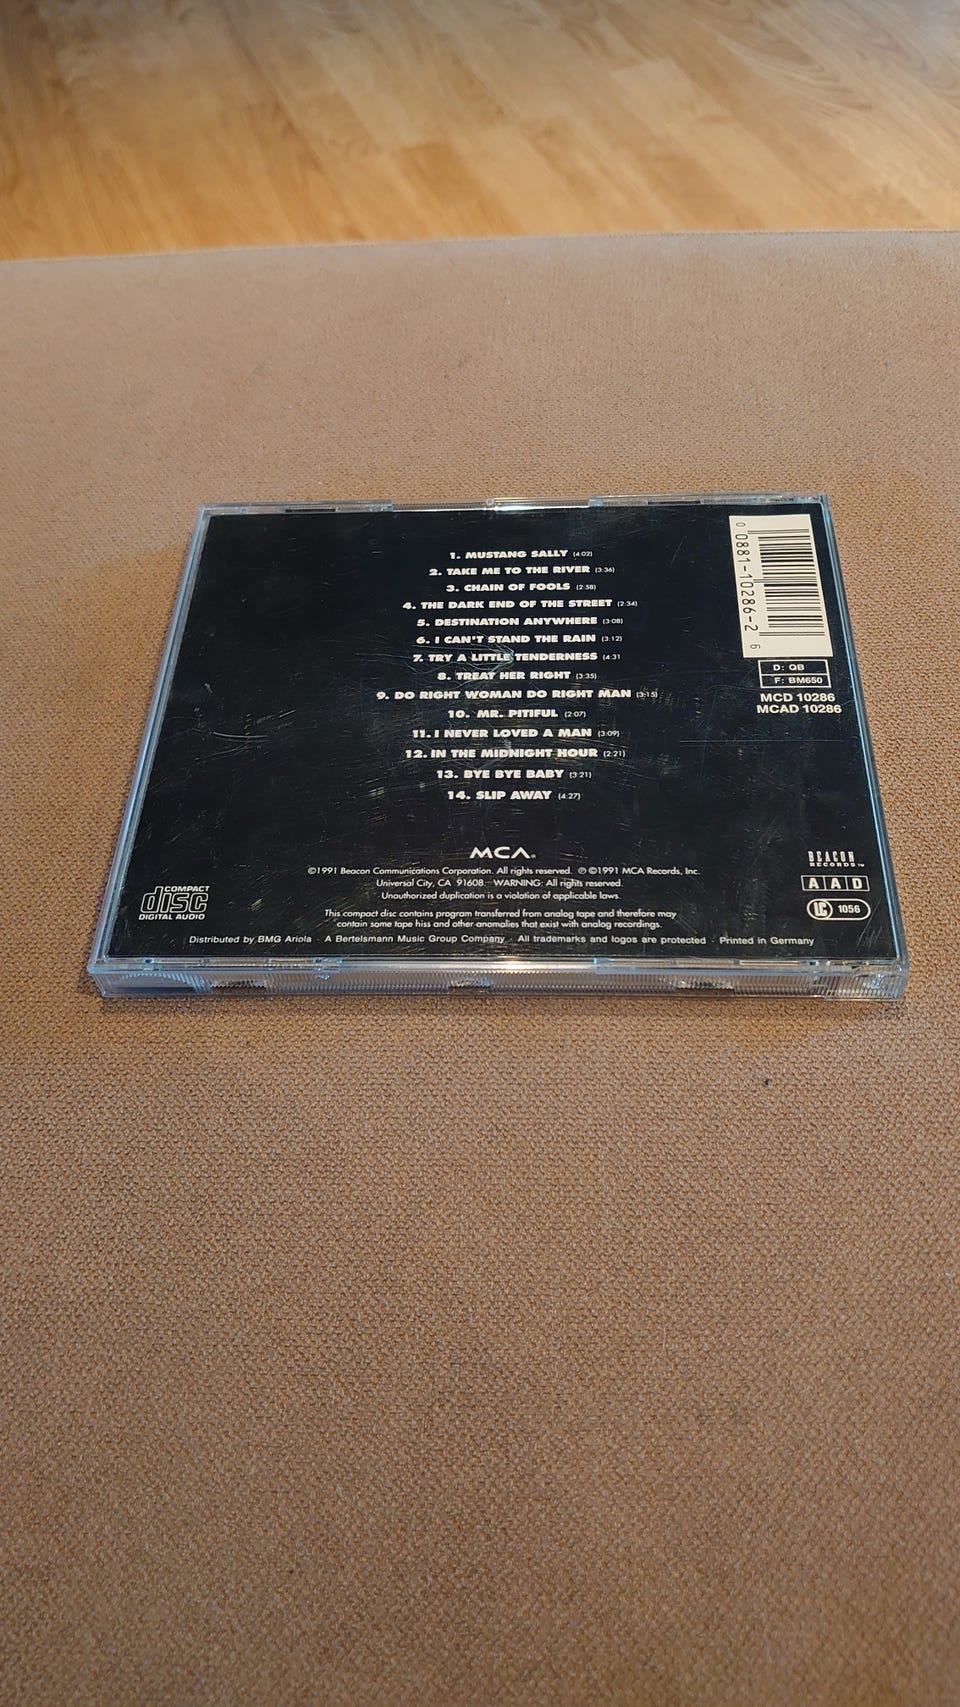 1. MUSTANG SALLY (4:02)
2. TAKE ME TO THE RIVER (3:36)
3. CHAIN OF FOOLS (2:58)
4. THE DARK END OF THE STREET (2:34)
5. DESTINATION ANYWHERE (3:08)
6. I CAN'T STAND THE RAIN (3:12)
7. TRY A LITTLE TENDERNESS (4:31
8. TREAT HER RIGHT (3:35)
9. DO RIGHT WOMAN DO RIGHT MAN (3:15)
10. MR. PITIFUL (2:07)
11. I NEVER LOVED A MAN (3:09)
12. IN THE MIDNIGHT HOUR (2:21)
13. BYE BYE BABY (3:21)
14. SLIP AWAY (4:27)
0 0881-10286-2 6
D: QB
F: BM650
MCD 10286
MCAD 10286
MCA®
©1991 Beacon Communications Corporation. All rights reserved. ℗©1991 MCA Records, Inc.
Universal City, CA 91608. WARNING: All rights reserved.
Unauthorized duplication is a violation of applicable laws.
This compact disc contains program transferred from analog tape and therefore may
contain some tape hiss and other anomalies that exist with analog recordings.
Distributed by BMG Ariola · A Bertelsmann Music Group Company · All trademarks and logos are protected · Printed in Germany
COMPACT
disc
DIGITAL AUDIO
BEACON
RECORDS™
AAD
LC 1056